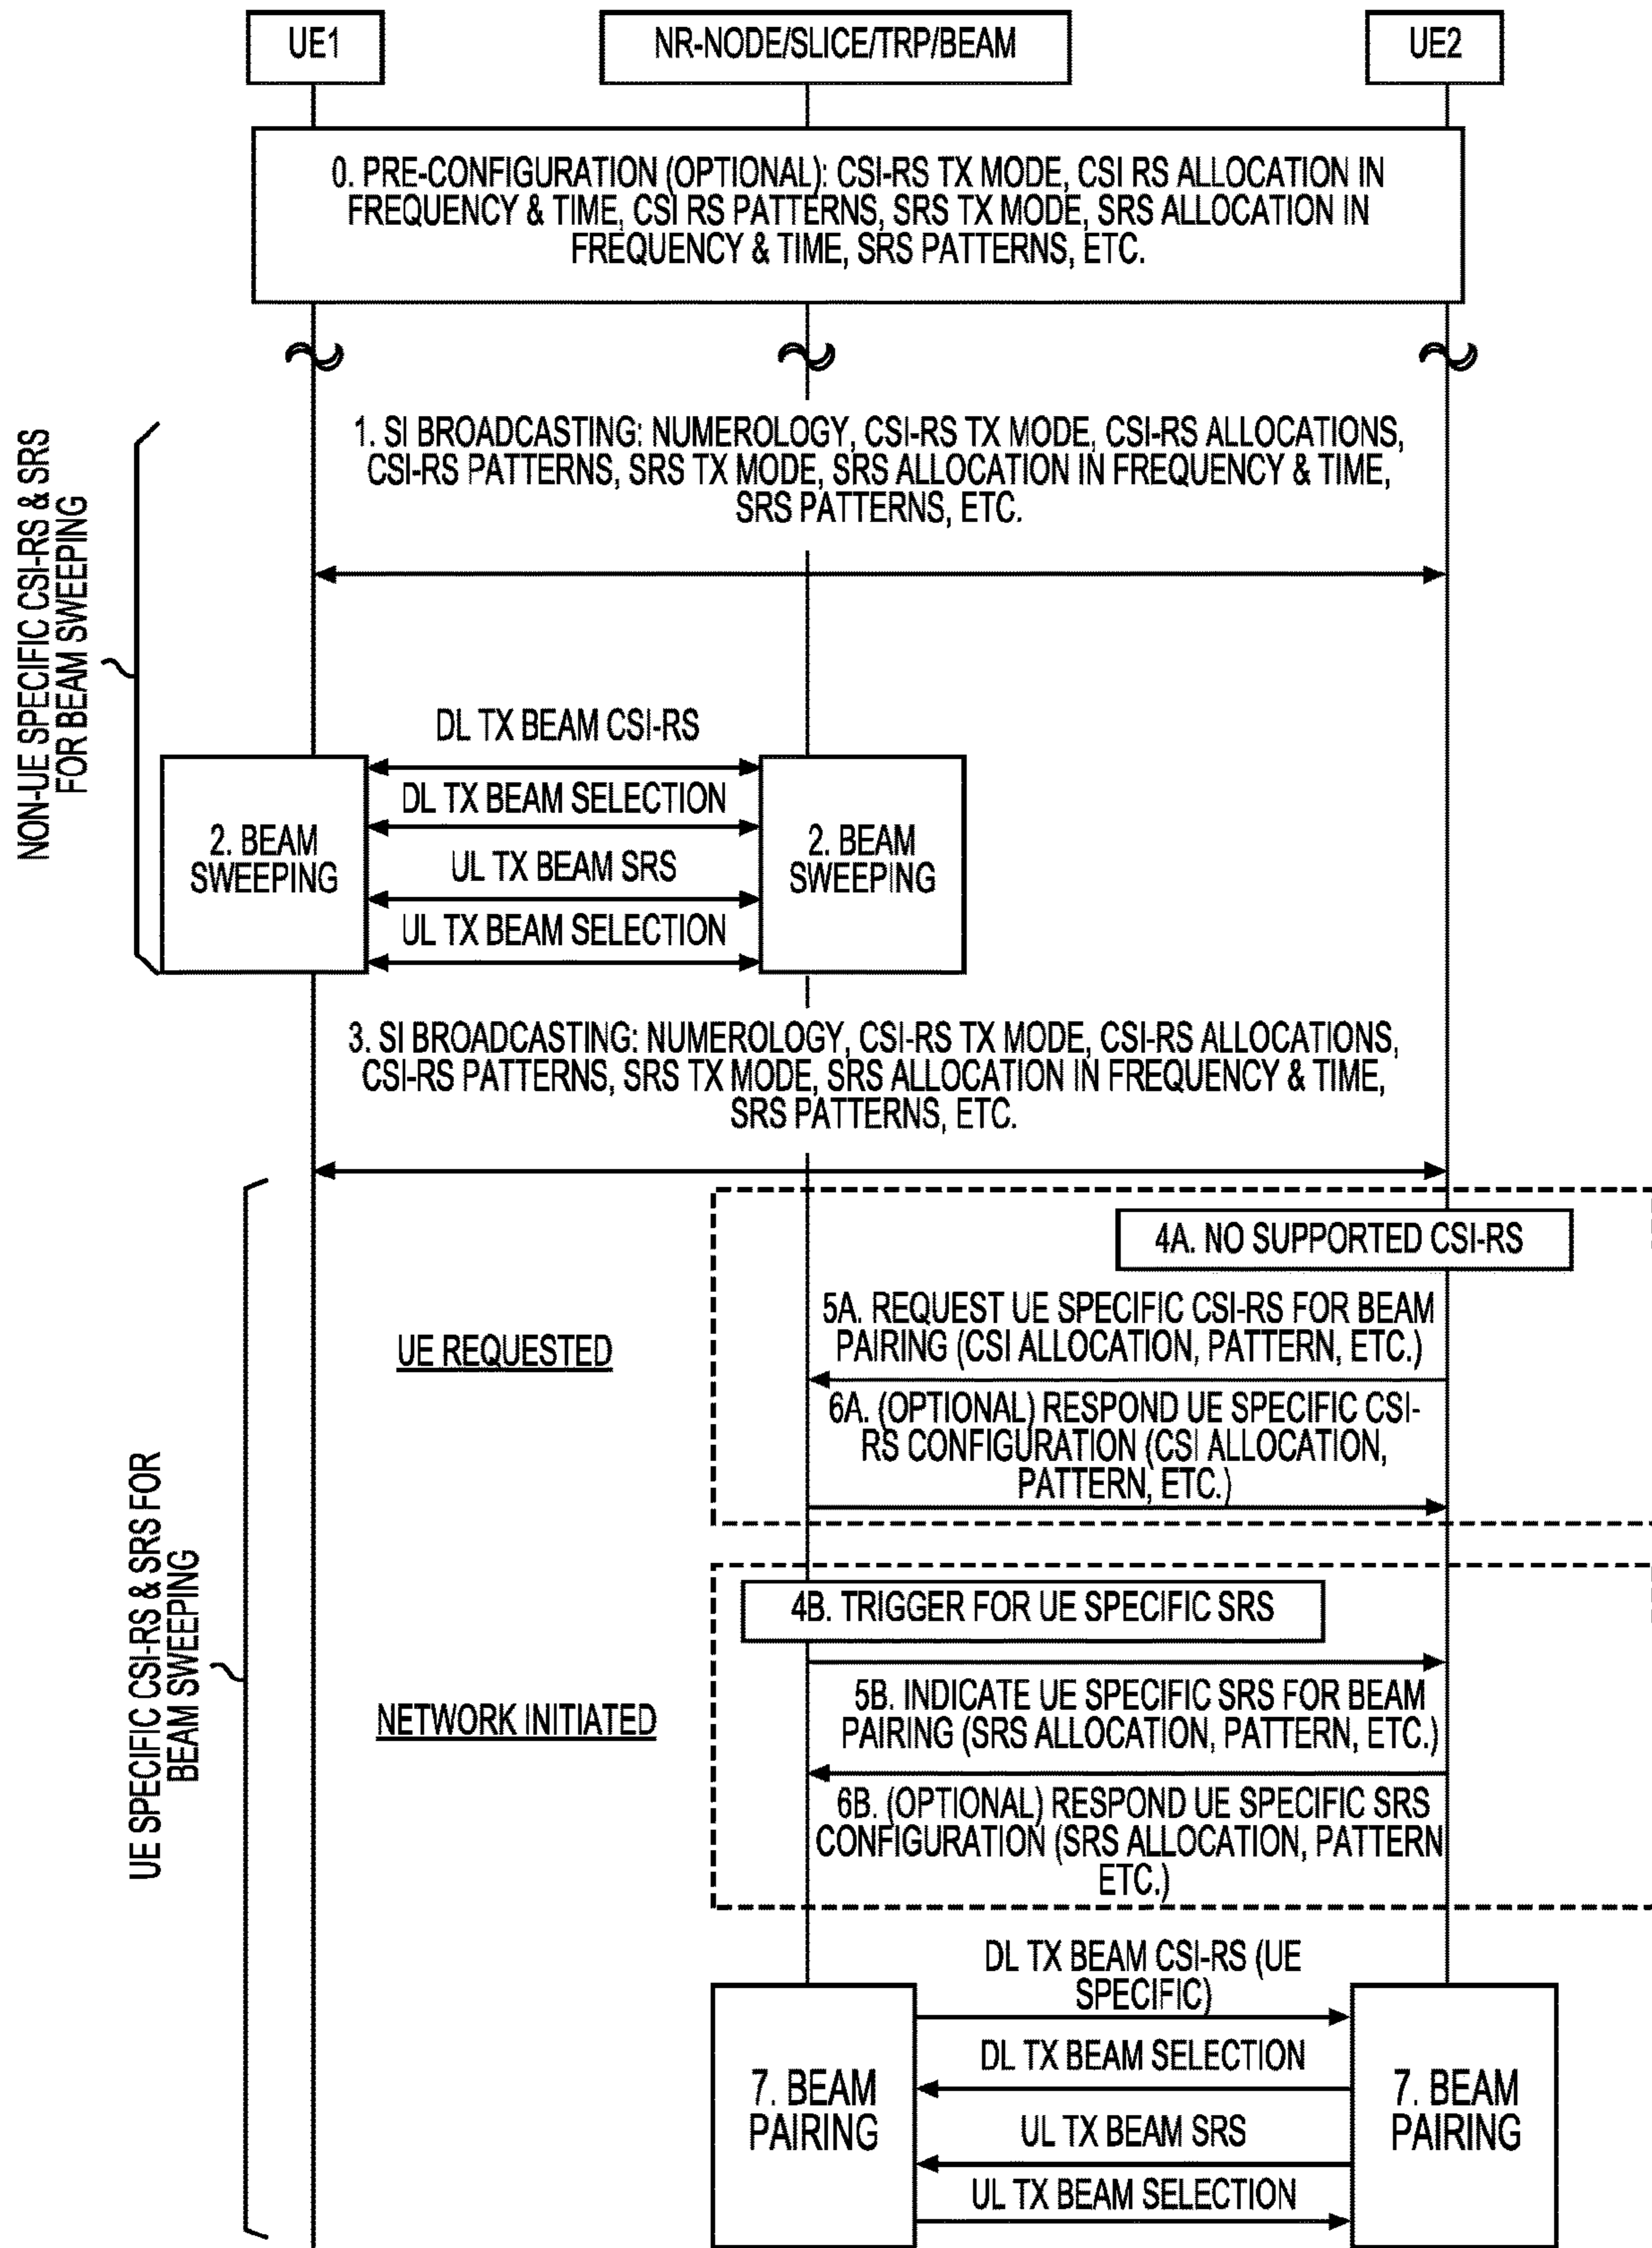 UE1
NR-NODE/SLICE/TRP/BEAM
UE2
0. PRE-CONFIGURATION (OPTIONAL): CSI-RS TX MODE, CSI RS ALLOCATION IN
FREQUENCY & TIME, CSI RS PATTERNS, SRS TX MODE, SRS ALLOCATION IN
FREQUENCY & TIME, SRS PATTERNS, ETC.
NON-UE SPECIFIC CSI-RS & SRS
FOR BEAM SWEEPING
1. SI BROADCASTING: NUMEROLOGY, CSI-RS TX MODE, CSI-RS ALLOCATIONS,
CSI-RS PATTERNS, SRS TX MODE, SRS ALLOCATION IN FREQUENCY & TIME,
SRS PATTERNS, ETC.
DL TX BEAM CSI-RS
DL TX BEAM SELECTION
UL TX BEAM SRS
UL TX BEAM SELECTION
2. BEAM
SWEEPING
2. BEAM
SWEEPING
3. SI BROADCASTING: NUMEROLOGY, CSI-RS TX MODE, CSI-RS ALLOCATIONS,
CSI-RS PATTERNS, SRS TX MODE, SRS ALLOCATION IN FREQUENCY & TIME,
SRS PATTERNS, ETC.
UE SPECIFIC CSI-RS & SRS FOR
BEAM SWEEPING
UE REQUESTED
4A. NO SUPPORTED CSI-RS
5A. REQUEST UE SPECIFIC CSI-RS FOR BEAM
PAIRING (CSI ALLOCATION, PATTERN, ETC.)
6A. (OPTIONAL) RESPOND UE SPECIFIC CSI-
RS CONFIGURATION (CSI ALLOCATION,
PATTERN, ETC.)
NETWORK INITIATED
4B. TRIGGER FOR UE SPECIFIC SRS
5B. INDICATE UE SPECIFIC SRS FOR BEAM
PAIRING (SRS ALLOCATION, PATTERN, ETC.)
6B. (OPTIONAL) RESPOND UE SPECIFIC SRS
CONFIGURATION (SRS ALLOCATION, PATTERN
ETC.)
DL TX BEAM CSI-RS (UE
SPECIFIC)
DL TX BEAM SELECTION
UL TX BEAM SRS
UL TX BEAM SELECTION
7. BEAM
PAIRING
7. BEAM
PAIRING